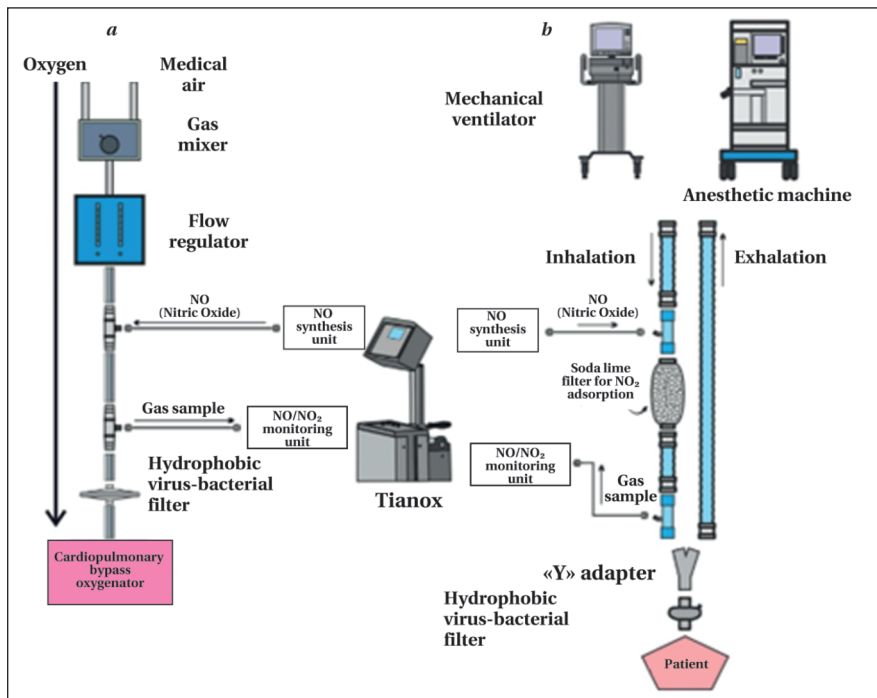 a
Oxygen
Medical
air
Gas
mixer
Flow
regulator
NO
(Nitric Oxide)
NO
synthesis
unit
Gas sample
NO/NO₂
monitoring
unit
Hydrophobic
virus-bacterial
filter
Cardiopulmonary
bypass
oxygenator
Tianox
b
Mechanical
ventilator
Anesthetic machine
Inhalation
Exhalation
NO
(Nitric Oxide)
NO
synthesis
unit
Soda lime
filter for NO₂
adsorption
NO/NO₂
monitoring
unit
Gas
sample
«Y» adapter
Hydrophobic
virus-bacterial
filter
Patient